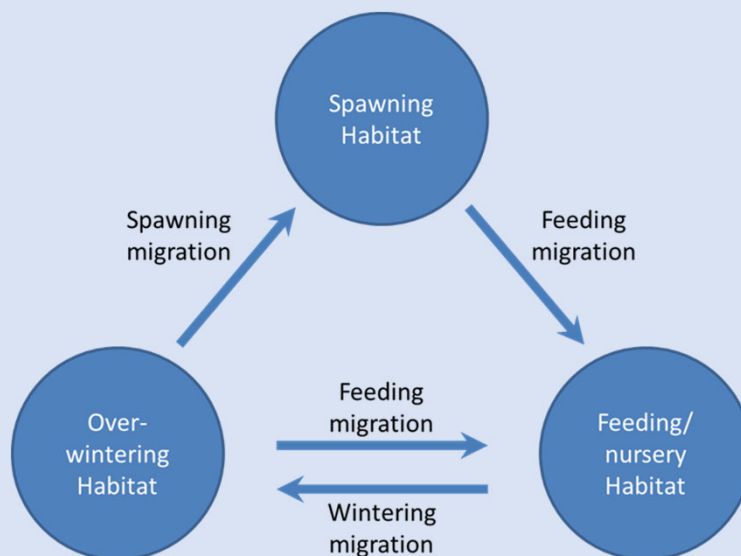 Spawning
Habitat
Spawning
migration
Feeding
migration
Over-
wintering
Habitat
Feeding
migration
Wintering
migration
Feeding/
nursery
Habitat